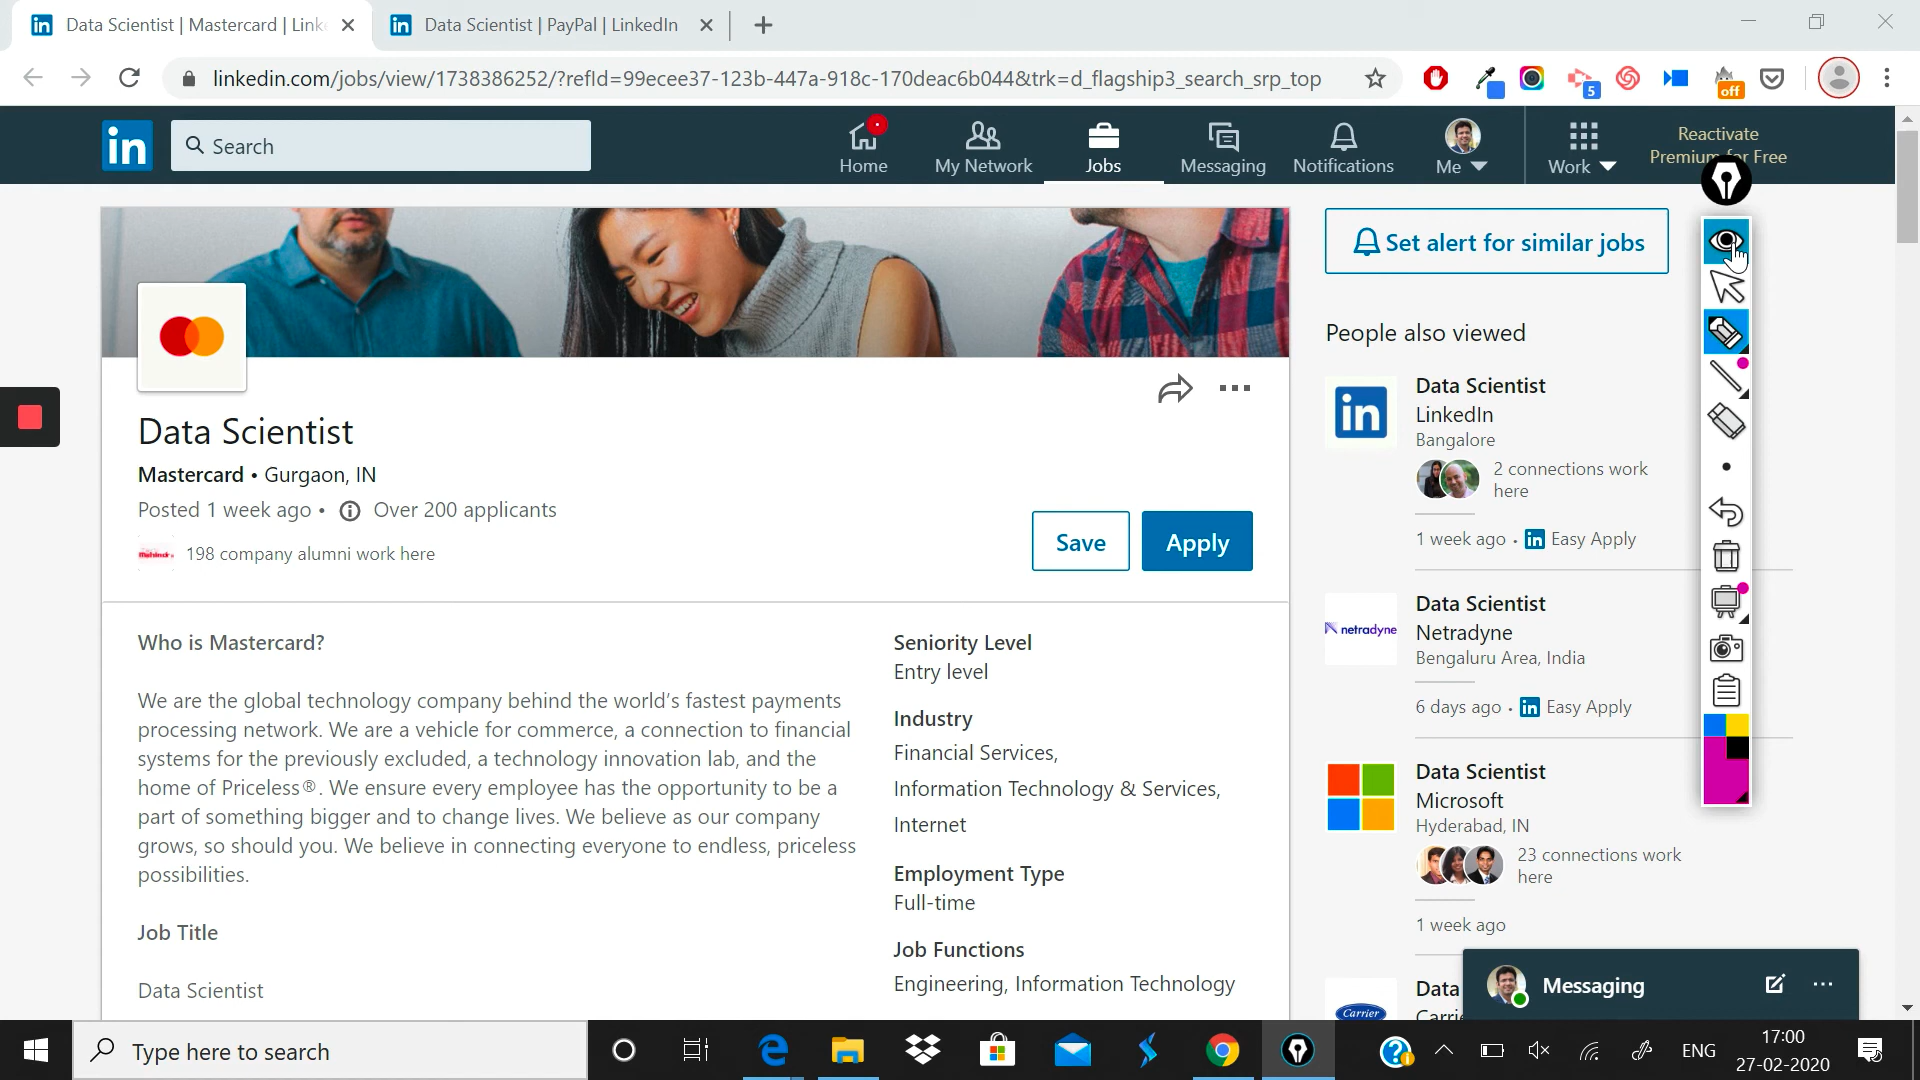 Data Scientist | Mastercard | Link
Data Scientist | PayPal | LinkedIn
linkedin.com/jobs/view/1738386252/?refId=99ecee37-123b-447a-918c-170deac6b044&trk=d_flagship3_search_srp_top
5
off
in
Search
Home
My Network
Jobs
Messaging
Notifications
Me
Work
Reactivate
Premium for Free
Set alert for similar jobs
Data Scientist
Mastercard • Gurgaon, IN
Posted 1 week ago •
Over 200 applicants
Mahindra
198 company alumni work here
Save
Apply
Who is Mastercard?
We are the global technology company behind the world's fastest payments
processing network. We are a vehicle for commerce, a connection to financial
systems for the previously excluded, a technology innovation lab, and the
home of Priceless®. We ensure every employee has the opportunity to be a
part of something bigger and to change lives. We believe as our company
grows, so should you. We believe in connecting everyone to endless, priceless
possibilities.
Job Title
Data Scientist
Seniority Level
Entry level
Industry
Financial Services,
Information Technology & Services,
Internet
Employment Type
Full-time
Job Functions
Engineering, Information Technology
People also viewed
in
Data Scientist
LinkedIn
Bangalore
2 connections work
here
1 week ago · in Easy Apply
netradyne
Data Scientist
Netradyne
Bengaluru Area, India
6 days ago · in Easy Apply
Data Scientist
Microsoft
Hyderabad, IN
23 connections work
here
1 week ago
Carrier
Data
Carrie
Messaging
Type here to search
ENG
17:00
27-02-2020